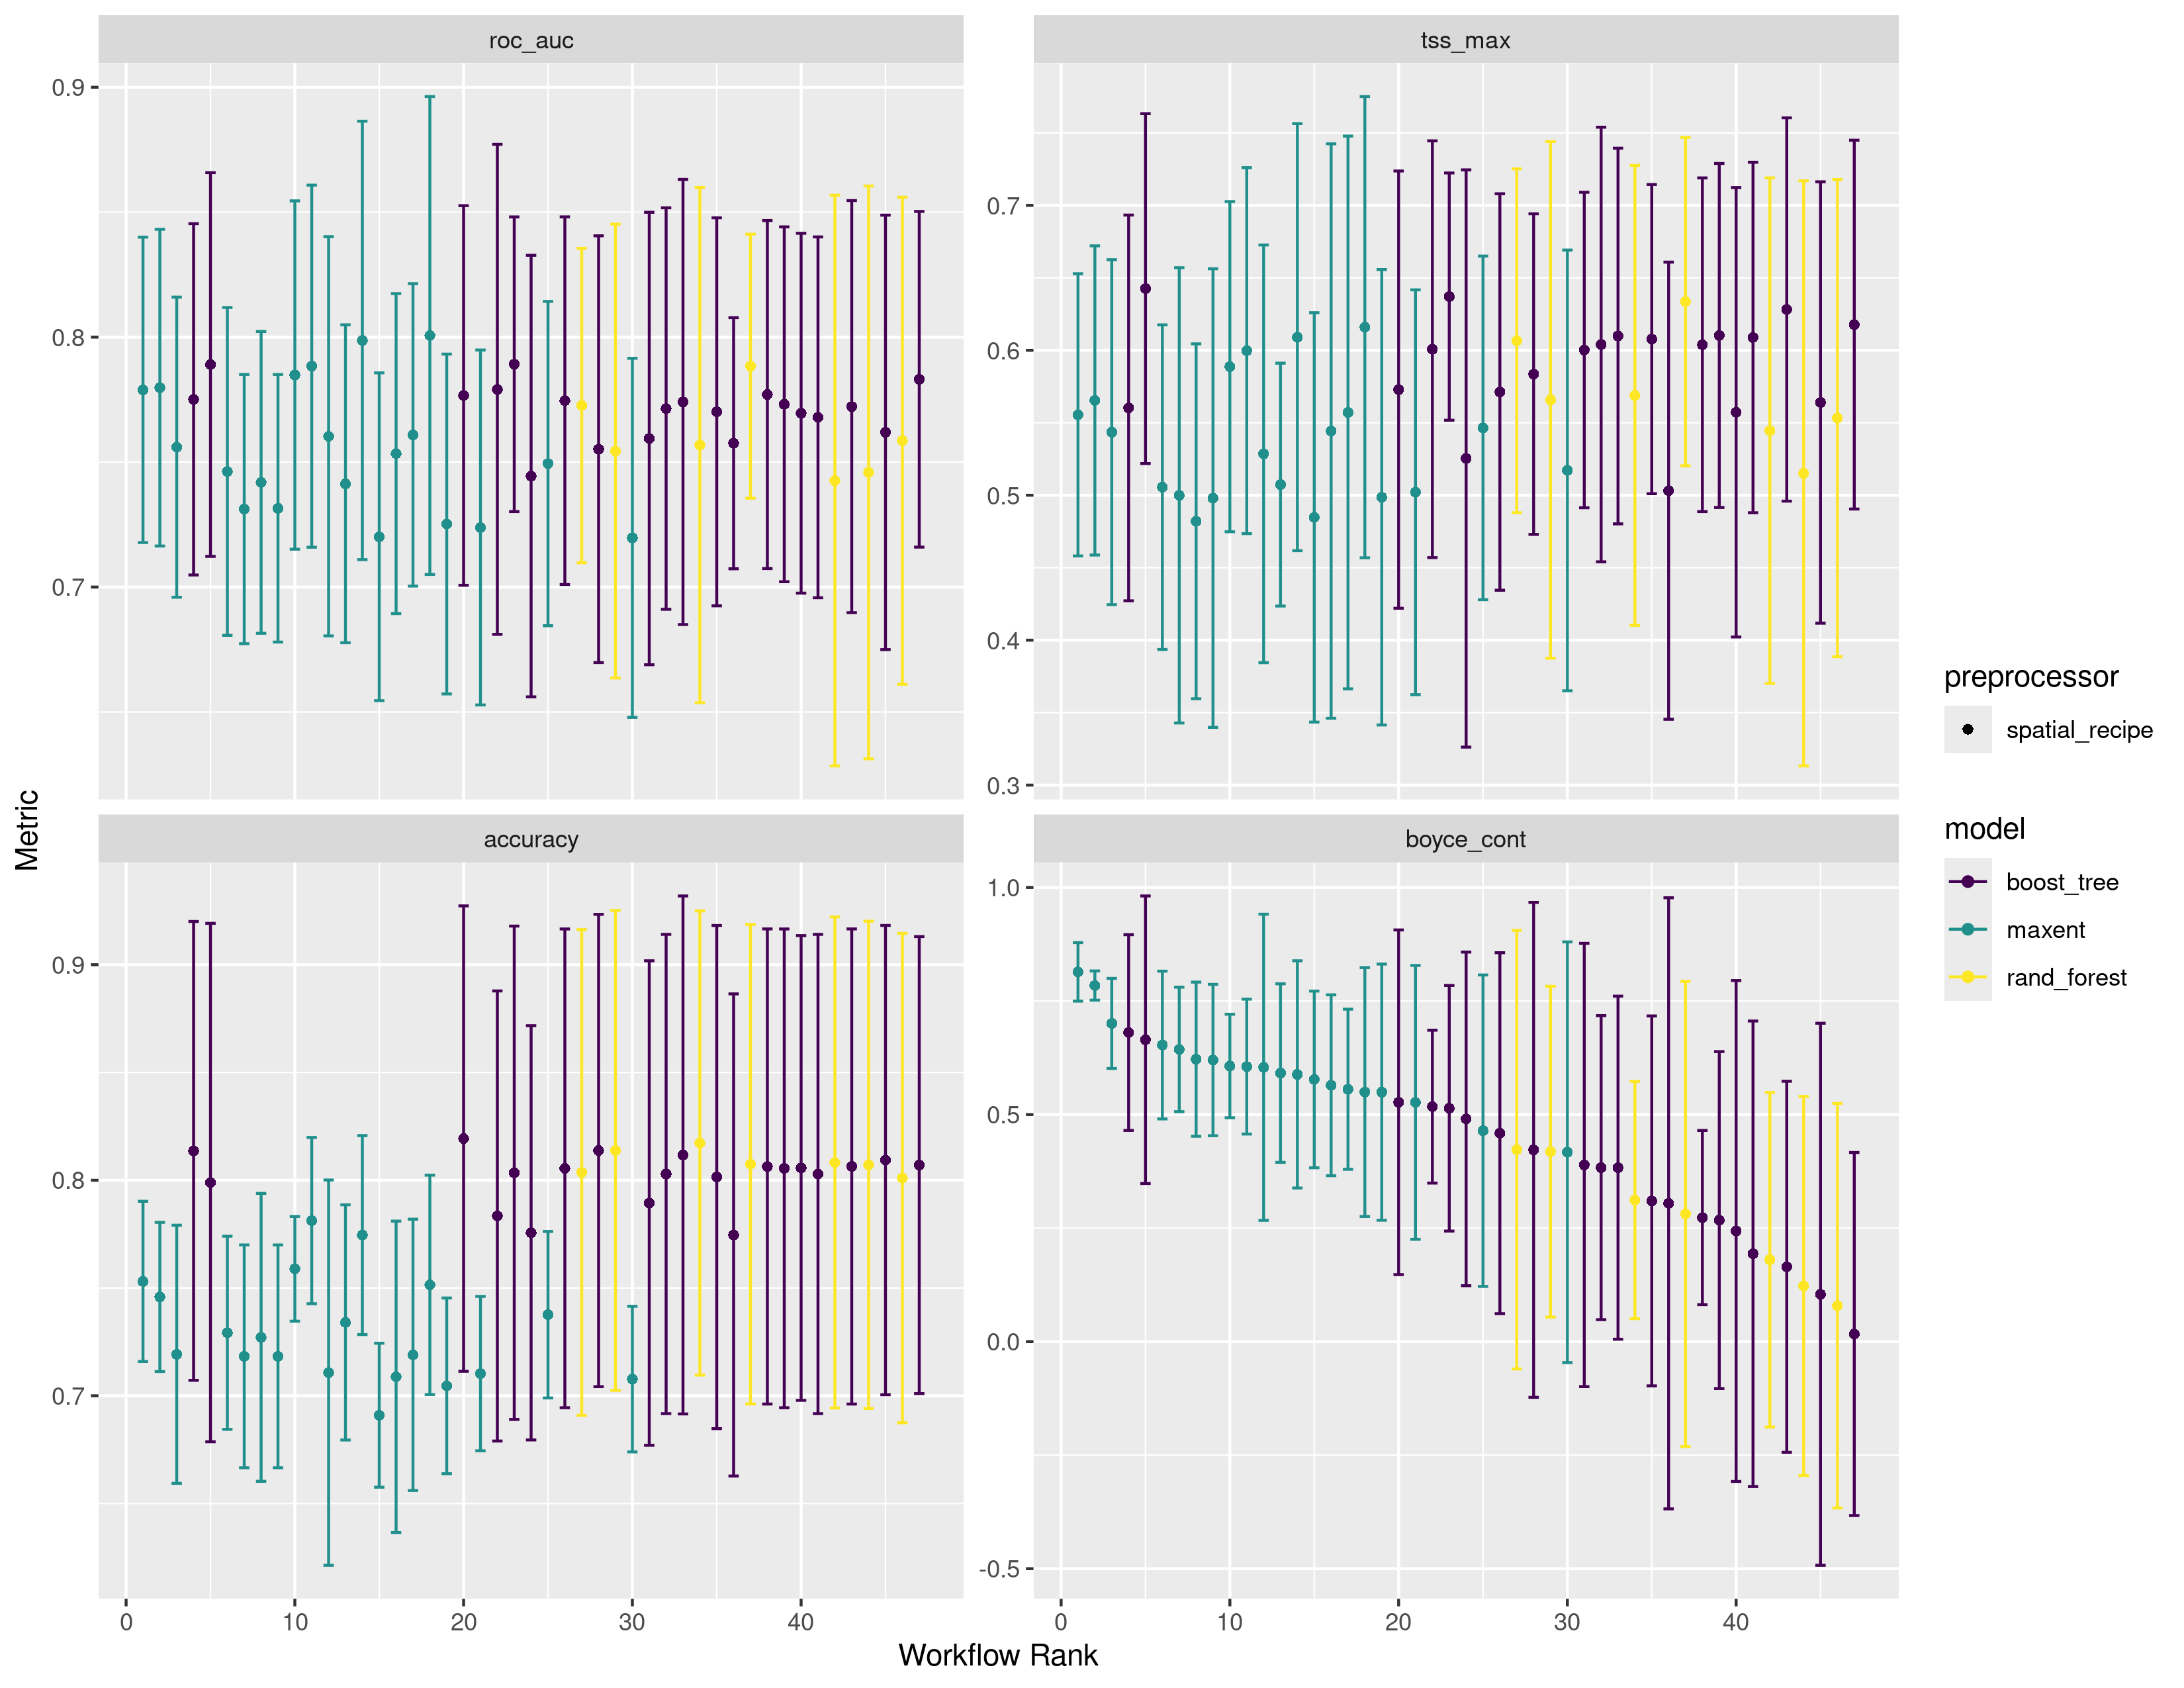 roc_auc
tss_max
0.9
0.8
0.7
0.7
0.6
0.5
0.4
0.3
Metric
accuracy
boyce_cont
0.9
0.8
0.7
1.0
0.5
0.0
-0.5
0 10 20 30 40
0 10 20 30 40
Workflow Rank
preprocessor
spatial_recipe
model
boost_tree
maxent
rand_forest